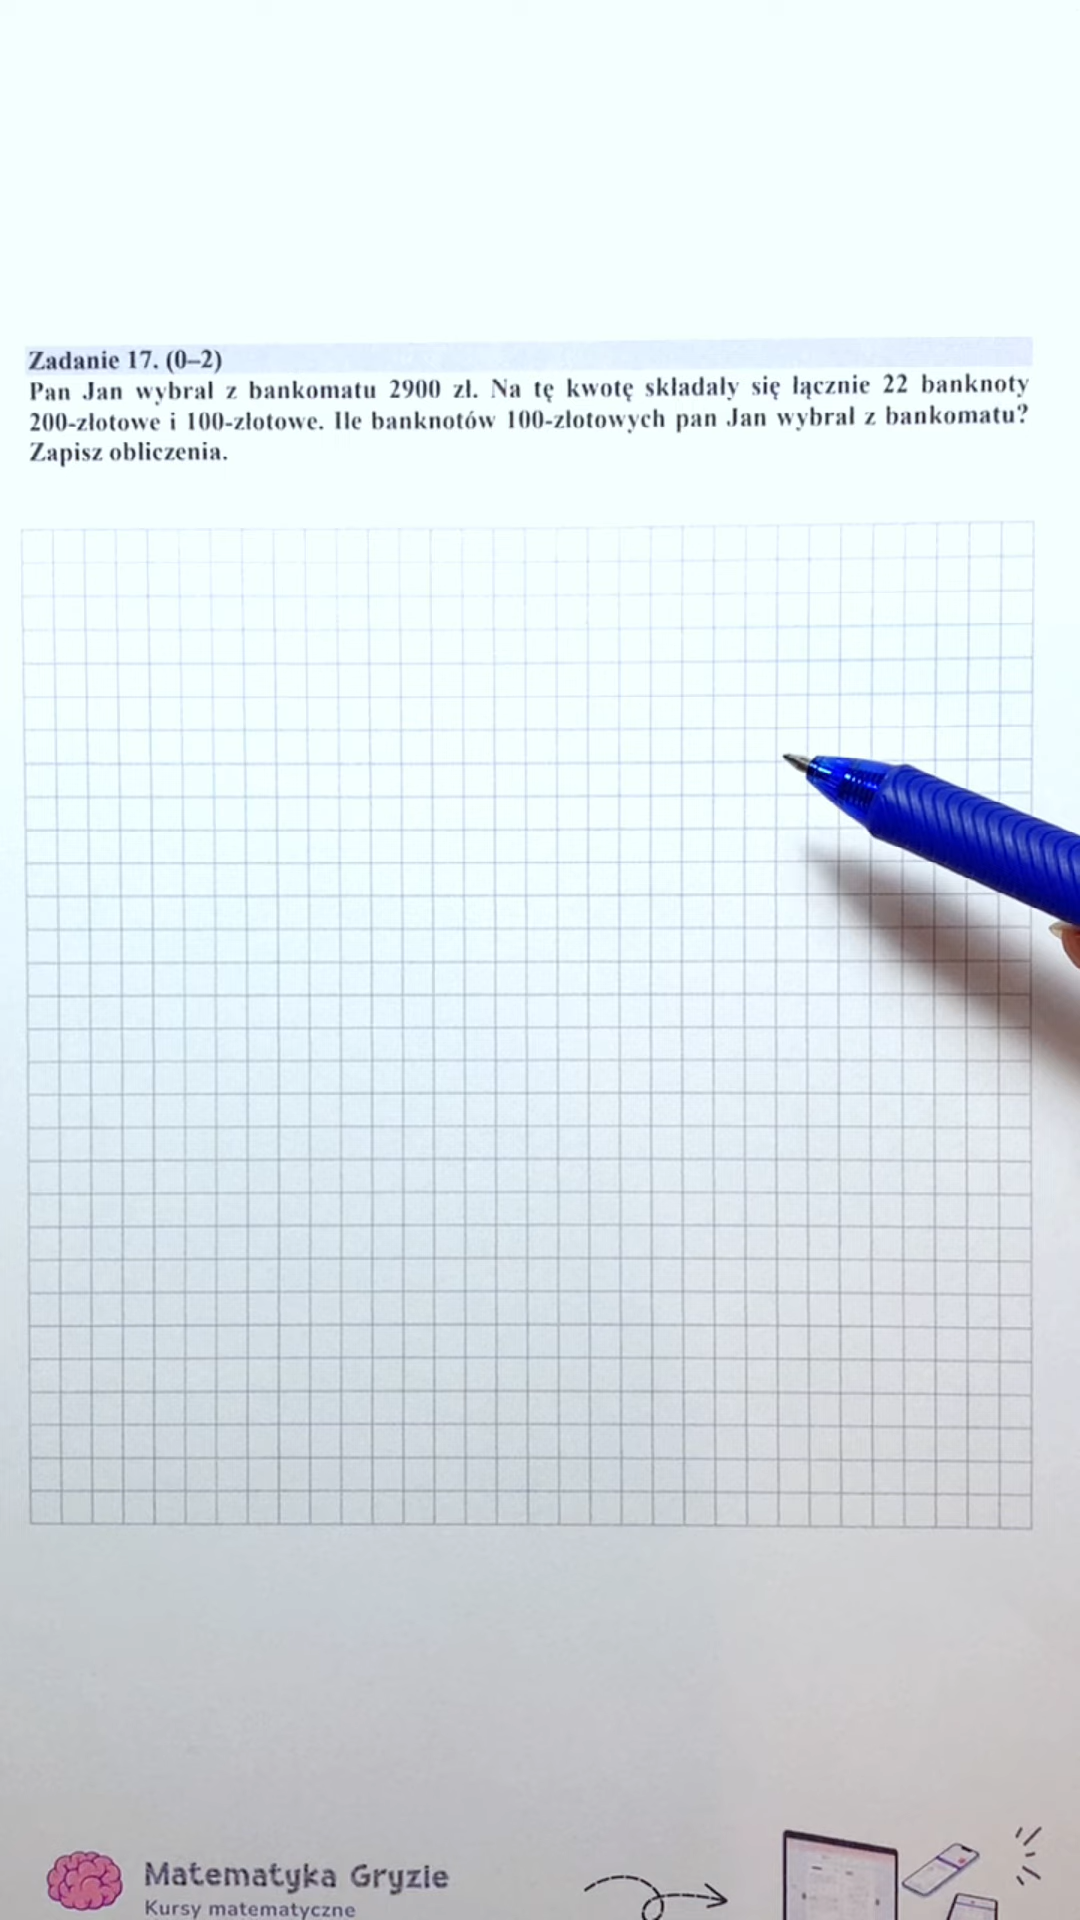 Zadanie 17. (0–2)
Pan Jan wybrał z bankomatu 2900 zł. Na tę kwotę składały się łącznie 22 banknoty
200-złotowe i 100-złotowe. Ile banknotów 100-złotowych pan Jan wybrał z bankomatu?
Zapisz obliczenia.
Matematyka Gryzie
Kursy matematyczne